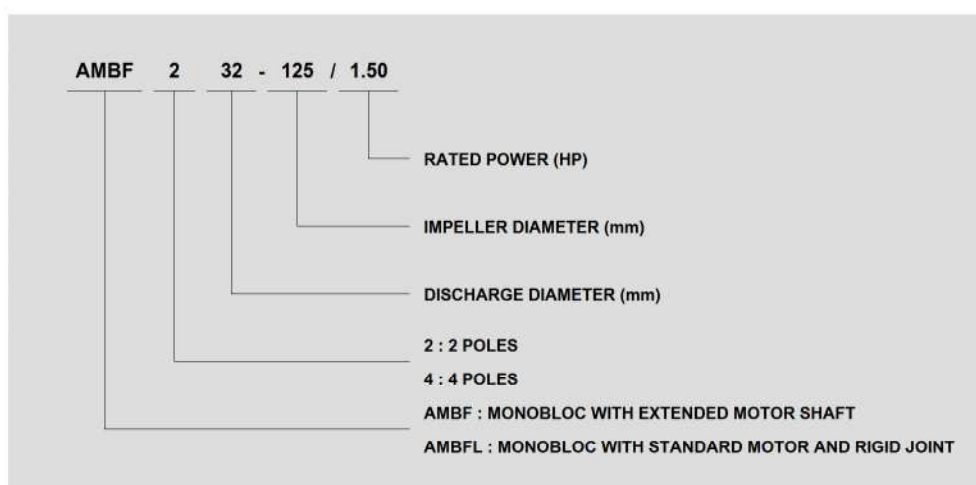 AMBF 2 32 - 125 / 1.50
RATED POWER (HP)
IMPELLER DIAMETER (mm)
DISCHARGE DIAMETER (mm)
2 : 2 POLES
4 : 4 POLES
AMBF : MONOBLOC WITH EXTENDED MOTOR SHAFT
AMBFL : MONOBLOC WITH STANDARD MOTOR AND RIGID JOINT